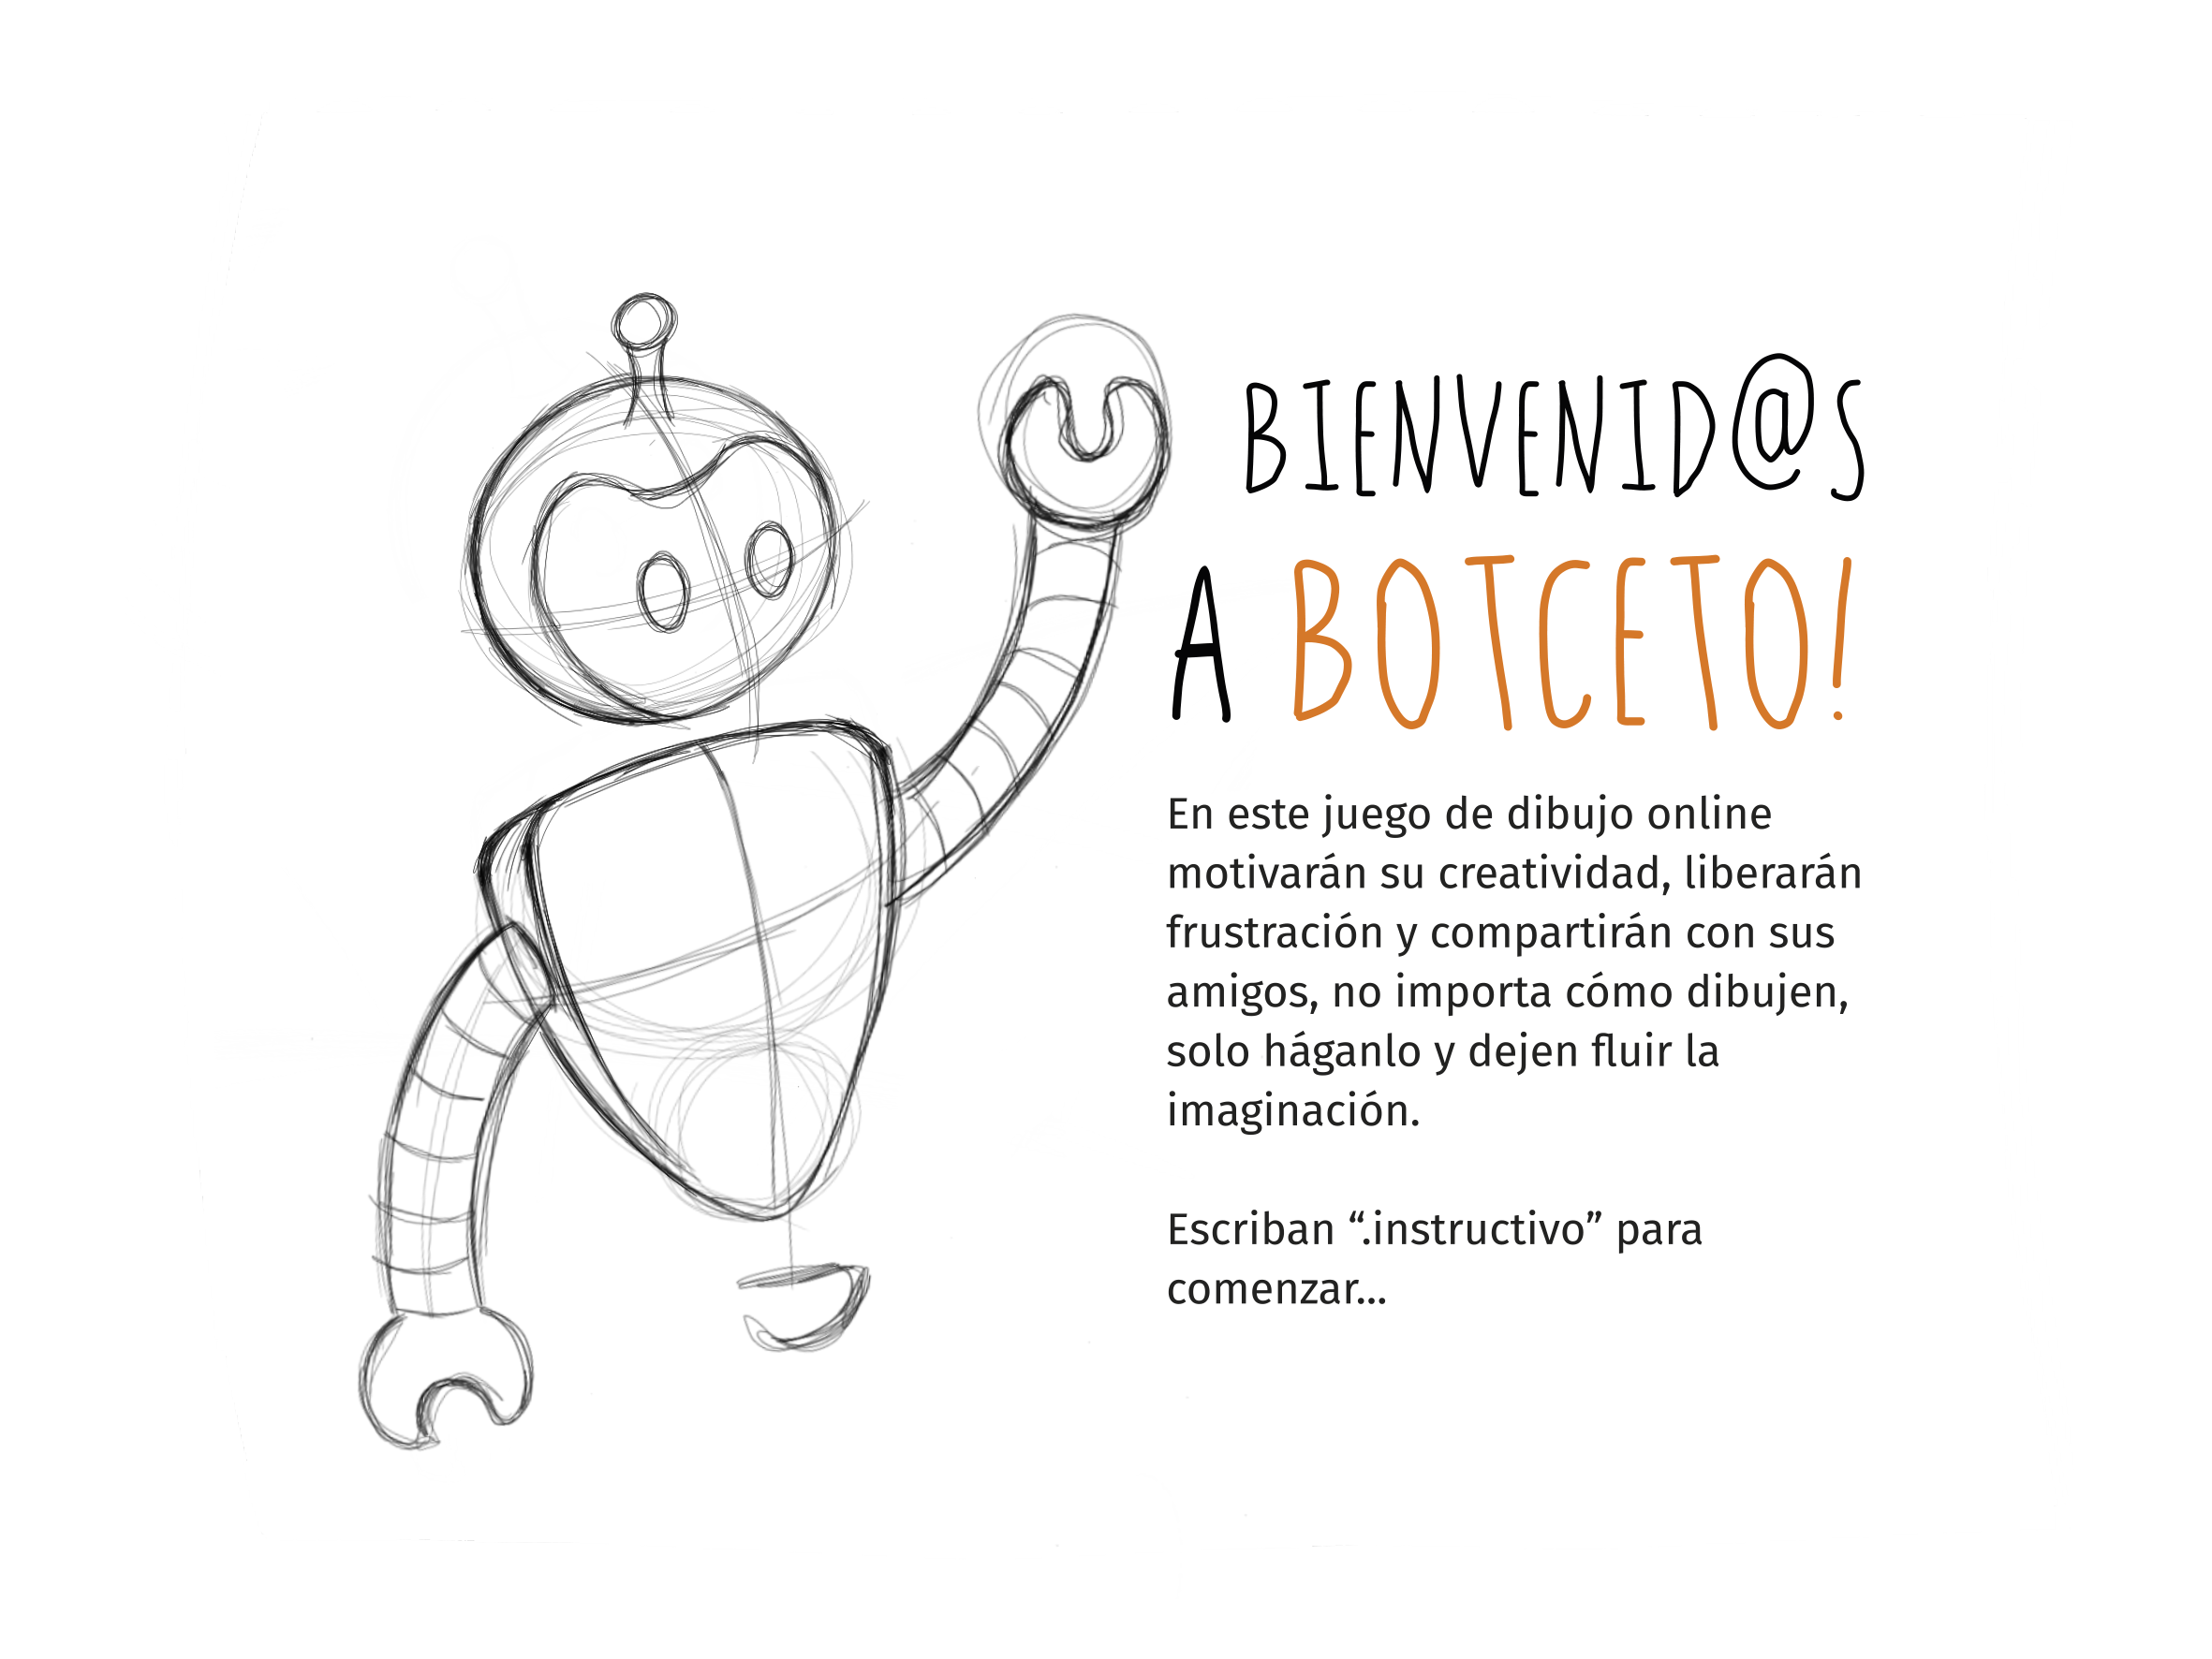 BIENVENID@S
A BOTCETO!
En este juego de dibujo online
motivarán su creatividad, liberarán
frustración y compartirán con sus
amigos, no importa cómo dibujen,
solo háganlo y dejen fluir la
imaginación.
Escriban “.instructivo” para
comenzar...